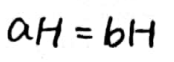 aH = bH